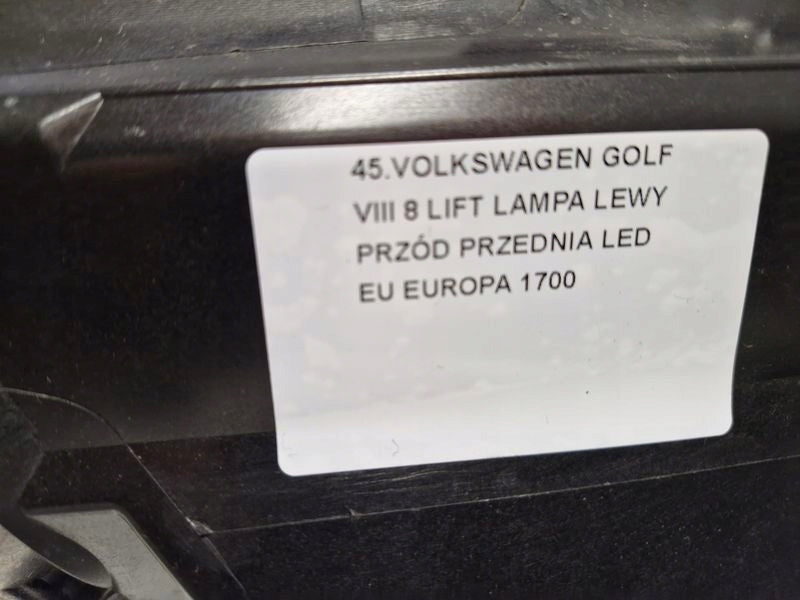 45.VOLKSWAGEN GOLF
VIII 8 LIFT LAMPA LEWY
PRZÓD PRZEDNIA LED
EU EUROPA 1700